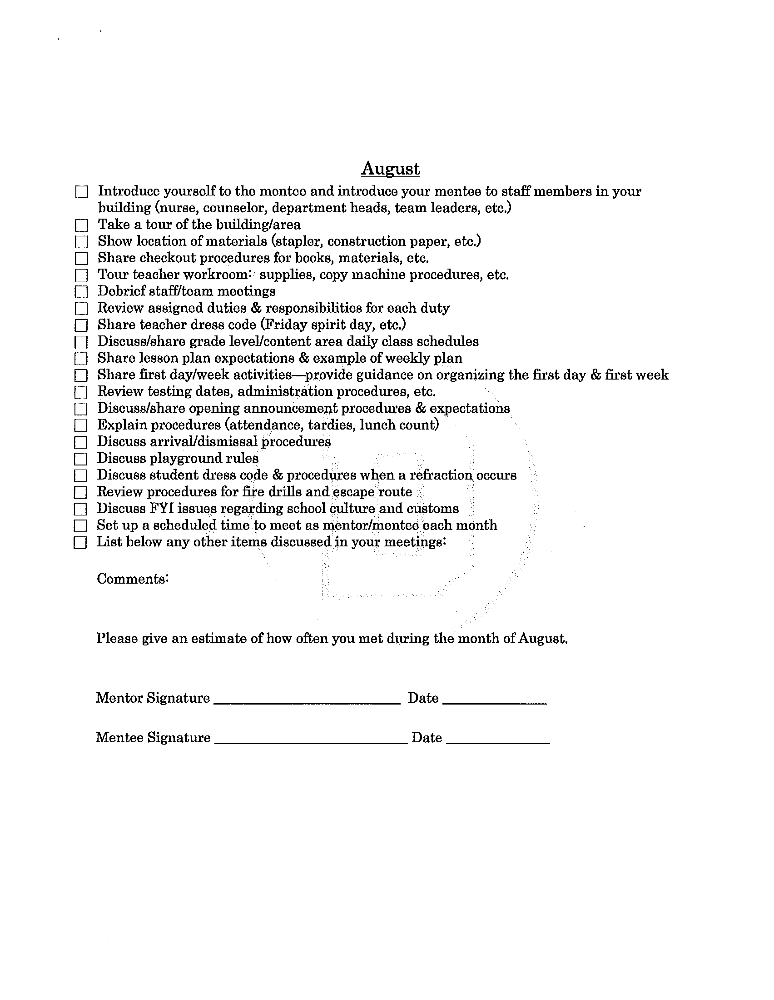 August
☐ Introduce yourself to the mentee and introduce your mentee to staff members in your
building (nurse, counselor, department heads, team leaders, etc.)
☐ Take a tour of the building/area
☐ Show location of materials (stapler, construction paper, etc.)
☐ Share checkout procedures for books, materials, etc.
☐ Tour teacher workroom: supplies, copy machine procedures, etc.
☐ Debrief staff/team meetings
☐ Review assigned duties & responsibilities for each duty
☐ Share teacher dress code (Friday spirit day, etc.)
☐ Discuss/share grade level/content area daily class schedules
☐ Share lesson plan expectations & example of weekly plan
☐ Share first day/week activities—provide guidance on organizing the first day & first week
☐ Review testing dates, administration procedures, etc.
☐ Discuss/share opening announcement procedures & expectations
☐ Explain procedures (attendance, tardies, lunch count)
☐ Discuss arrival/dismissal procedures
☐ Discuss playground rules
☐ Discuss student dress code & procedures when a refraction occurs
☐ Review procedures for fire drills and escape route
☐ Discuss FYI issues regarding school culture and customs
☐ Set up a scheduled time to meet as mentor/mentee each month
☐ List below any other items discussed in your meetings:
Comments:
Please give an estimate of how often you met during the month of August.
Mentor Signature ____________________ Date ___________
Mentee Signature ____________________ Date ___________